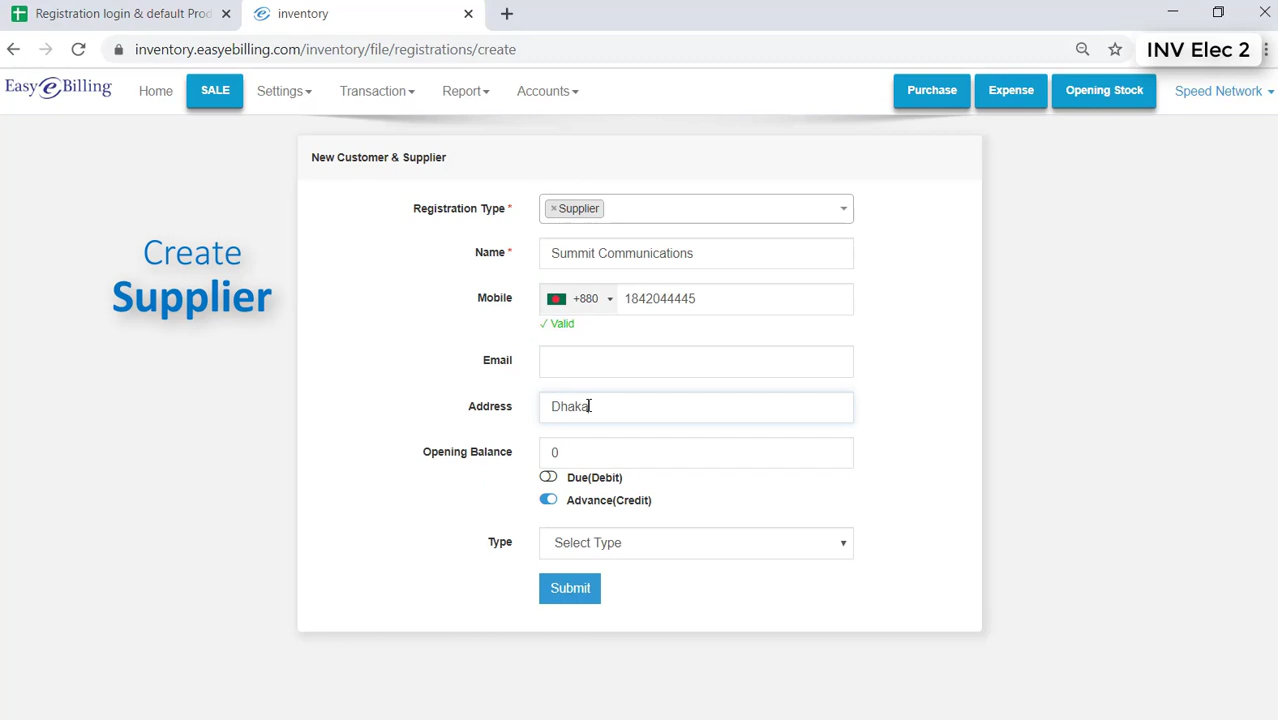 Registration login & default Prod
inventory
inventory.easyebilling.com/inventory/file/registrations/create
INV Elec 2
Easy e Billing
Home
SALE
Settings
Transaction
Report
Accounts
Purchase
Expense
Opening Stock
Speed Network
New Customer & Supplier
Registration Type *
× Supplier
Create
Supplier
Name *
Summit Communications
Mobile
+880
1842044445
✓ Valid
Email
Address
Dhaka
Opening Balance
0
Due(Debit)
Advance(Credit)
Type
Select Type
Submit